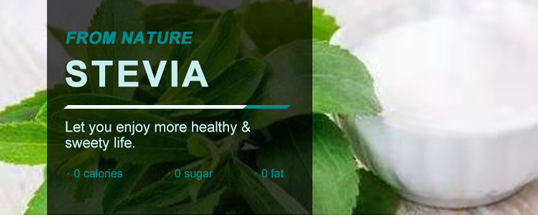 FROM NATURE
STEVIA
Let you enjoy more healthy &
sweety life.
0 calories 0 sugar 0 fat